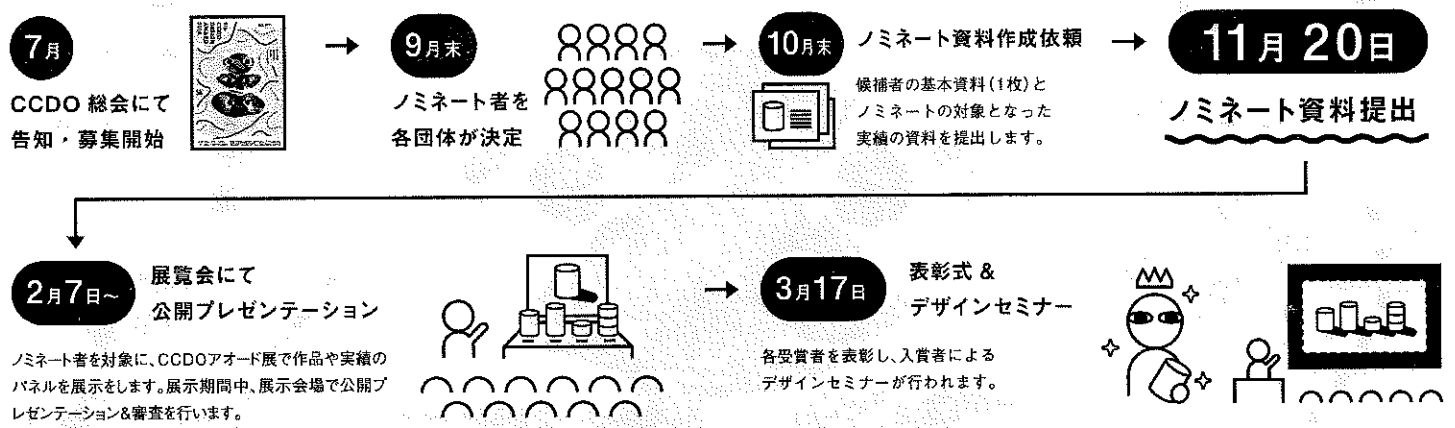 7月
CCDO 総会にて
告知・募集開始
9月末
ノミネート者を
各団体が決定
10月末
ノミネート資料作成依頼
候補者の基本資料(1枚)と
ノミネートの対象となった
実績の資料を提出します。
11月 20日
ノミネート資料提出
2月7日～
展覧会にて
公開プレゼンテーション
ノミネート者を対象に、CCDOアオード展で作品や実績の
パネルを展示をします。展示期間中、展示会場で公開プ
レゼンテーション&審査を行います。
3月17日
表彰式 &
デザインセミナー
各受賞者を表彰し、入賞者による
デザインセミナーが行われます。